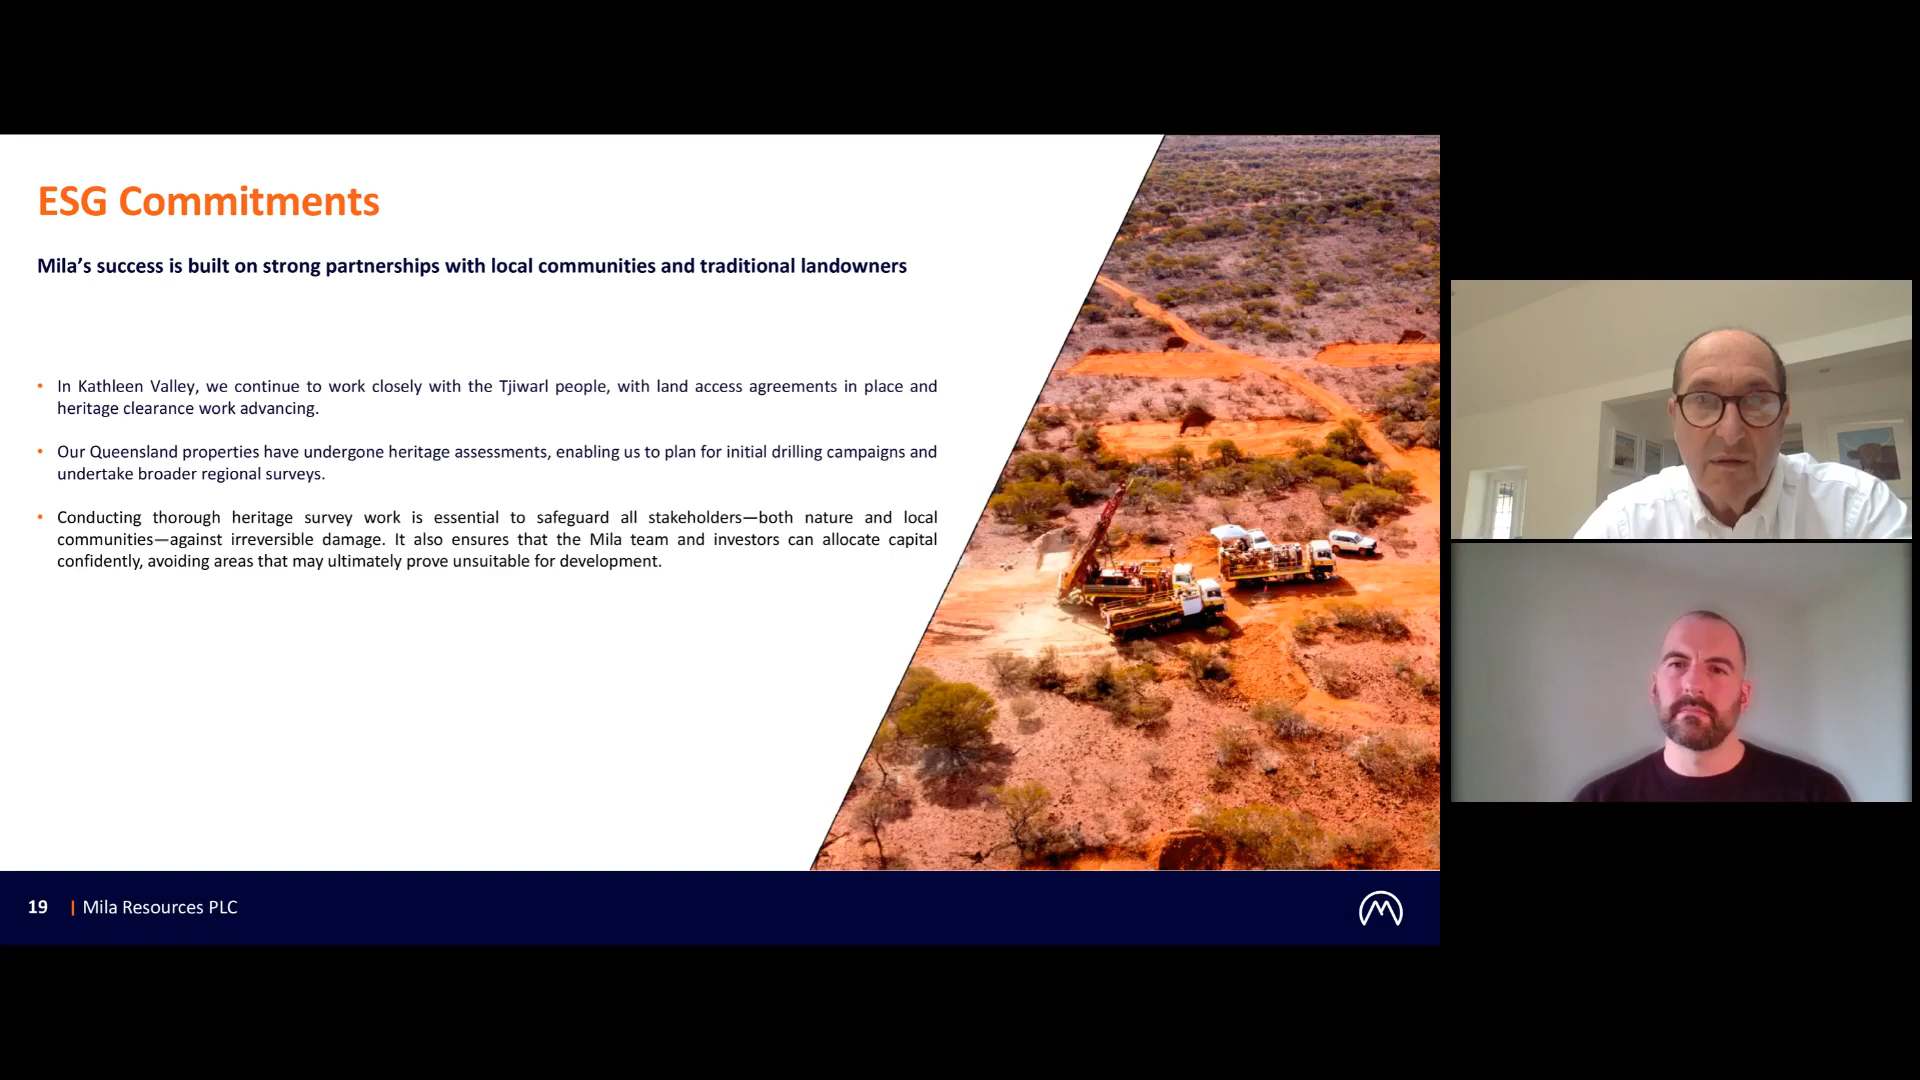 ESG Commitments
Mila’s success is built on strong partnerships with local communities and traditional landowners
• In Kathleen Valley, we continue to work closely with the Tjiwarl people, with land access agreements in place and
heritage clearance work advancing.
• Our Queensland properties have undergone heritage assessments, enabling us to plan for initial drilling campaigns and
undertake broader regional surveys.
• Conducting thorough heritage survey work is essential to safeguard all stakeholders—both nature and local
communities—against irreversible damage. It also ensures that the Mila team and investors can allocate capital
confidently, avoiding areas that may ultimately prove unsuitable for development.
19 | Mila Resources PLC